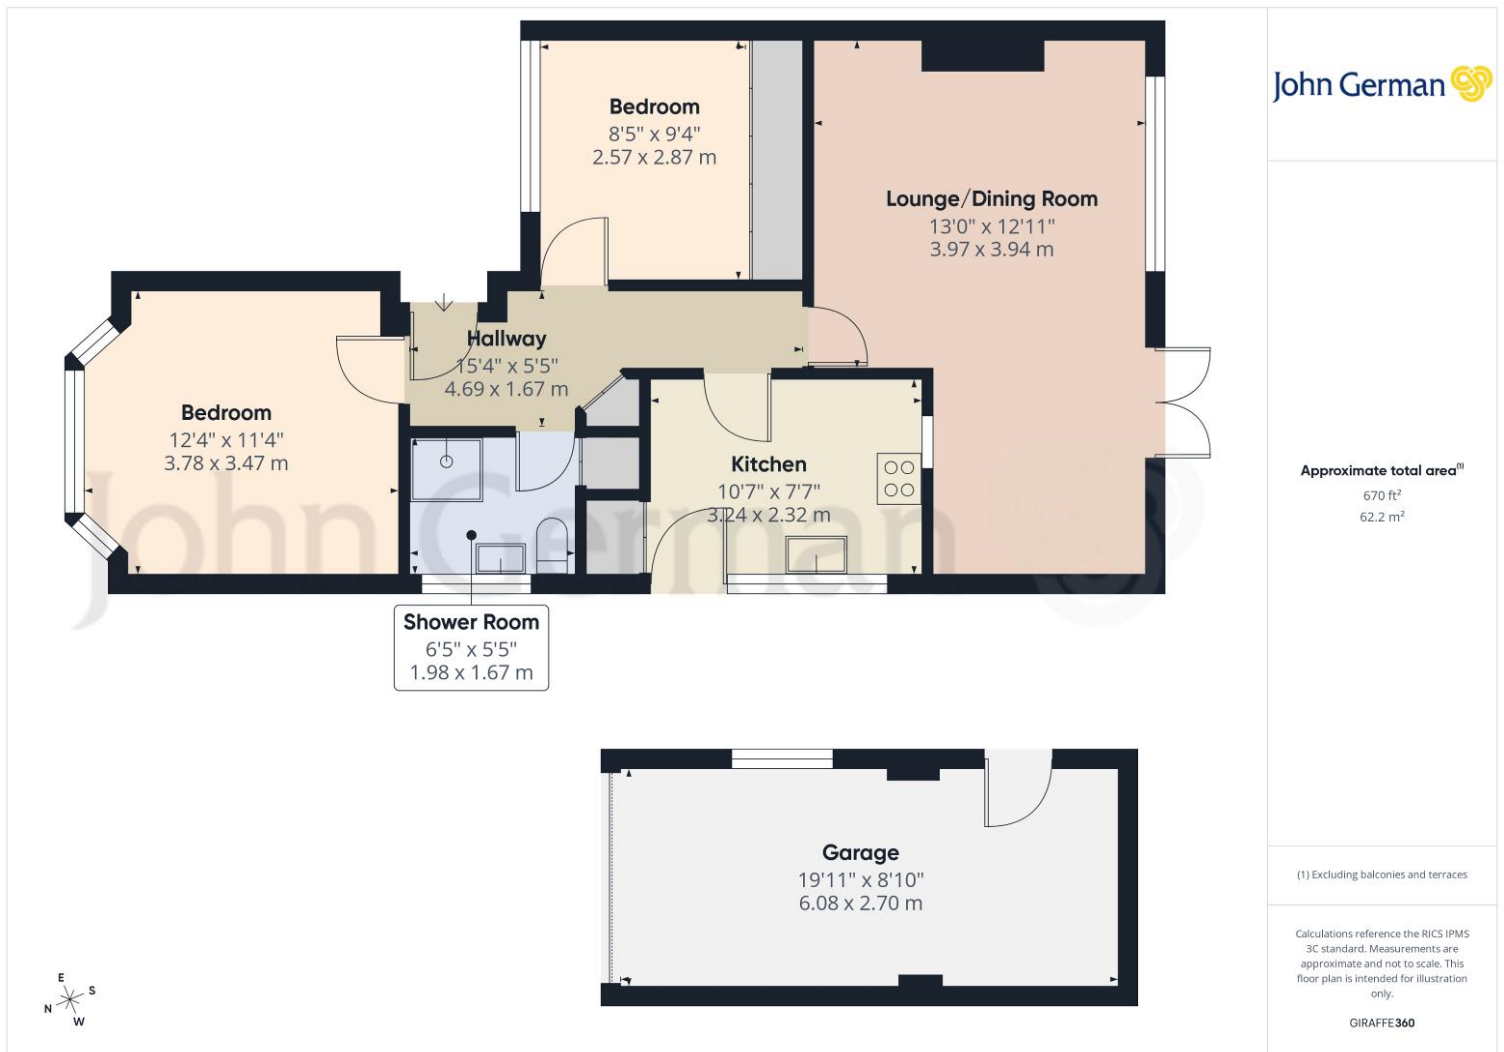 Bedroom
8'5" x 9'4"
2.57 x 2.87 m
Lounge/Dining Room
13'0" x 12'11"
3.97 x 3.94 m
Hallway
15'4" x 5'5"
4.69 x 1.67 m
Bedroom
12'4" x 11'4"
3.78 x 3.47 m
Kitchen
10'7" x 7'7"
3.24 x 2.32 m
John German
Shower Room
6'5" x 5'5"
1.98 x 1.67 m
Garage
19'11" x 8'10"
6.08 x 2.70 m
E
S
N
W
John German
Approximate total area(1)
670 ft²
62.2 m²
(1) Excluding balconies and terraces
Calculations reference the RICS IPMS
3C standard. Measurements are
approximate and not to scale. This
floor plan is intended for illustration
only.
GIRAFFE360